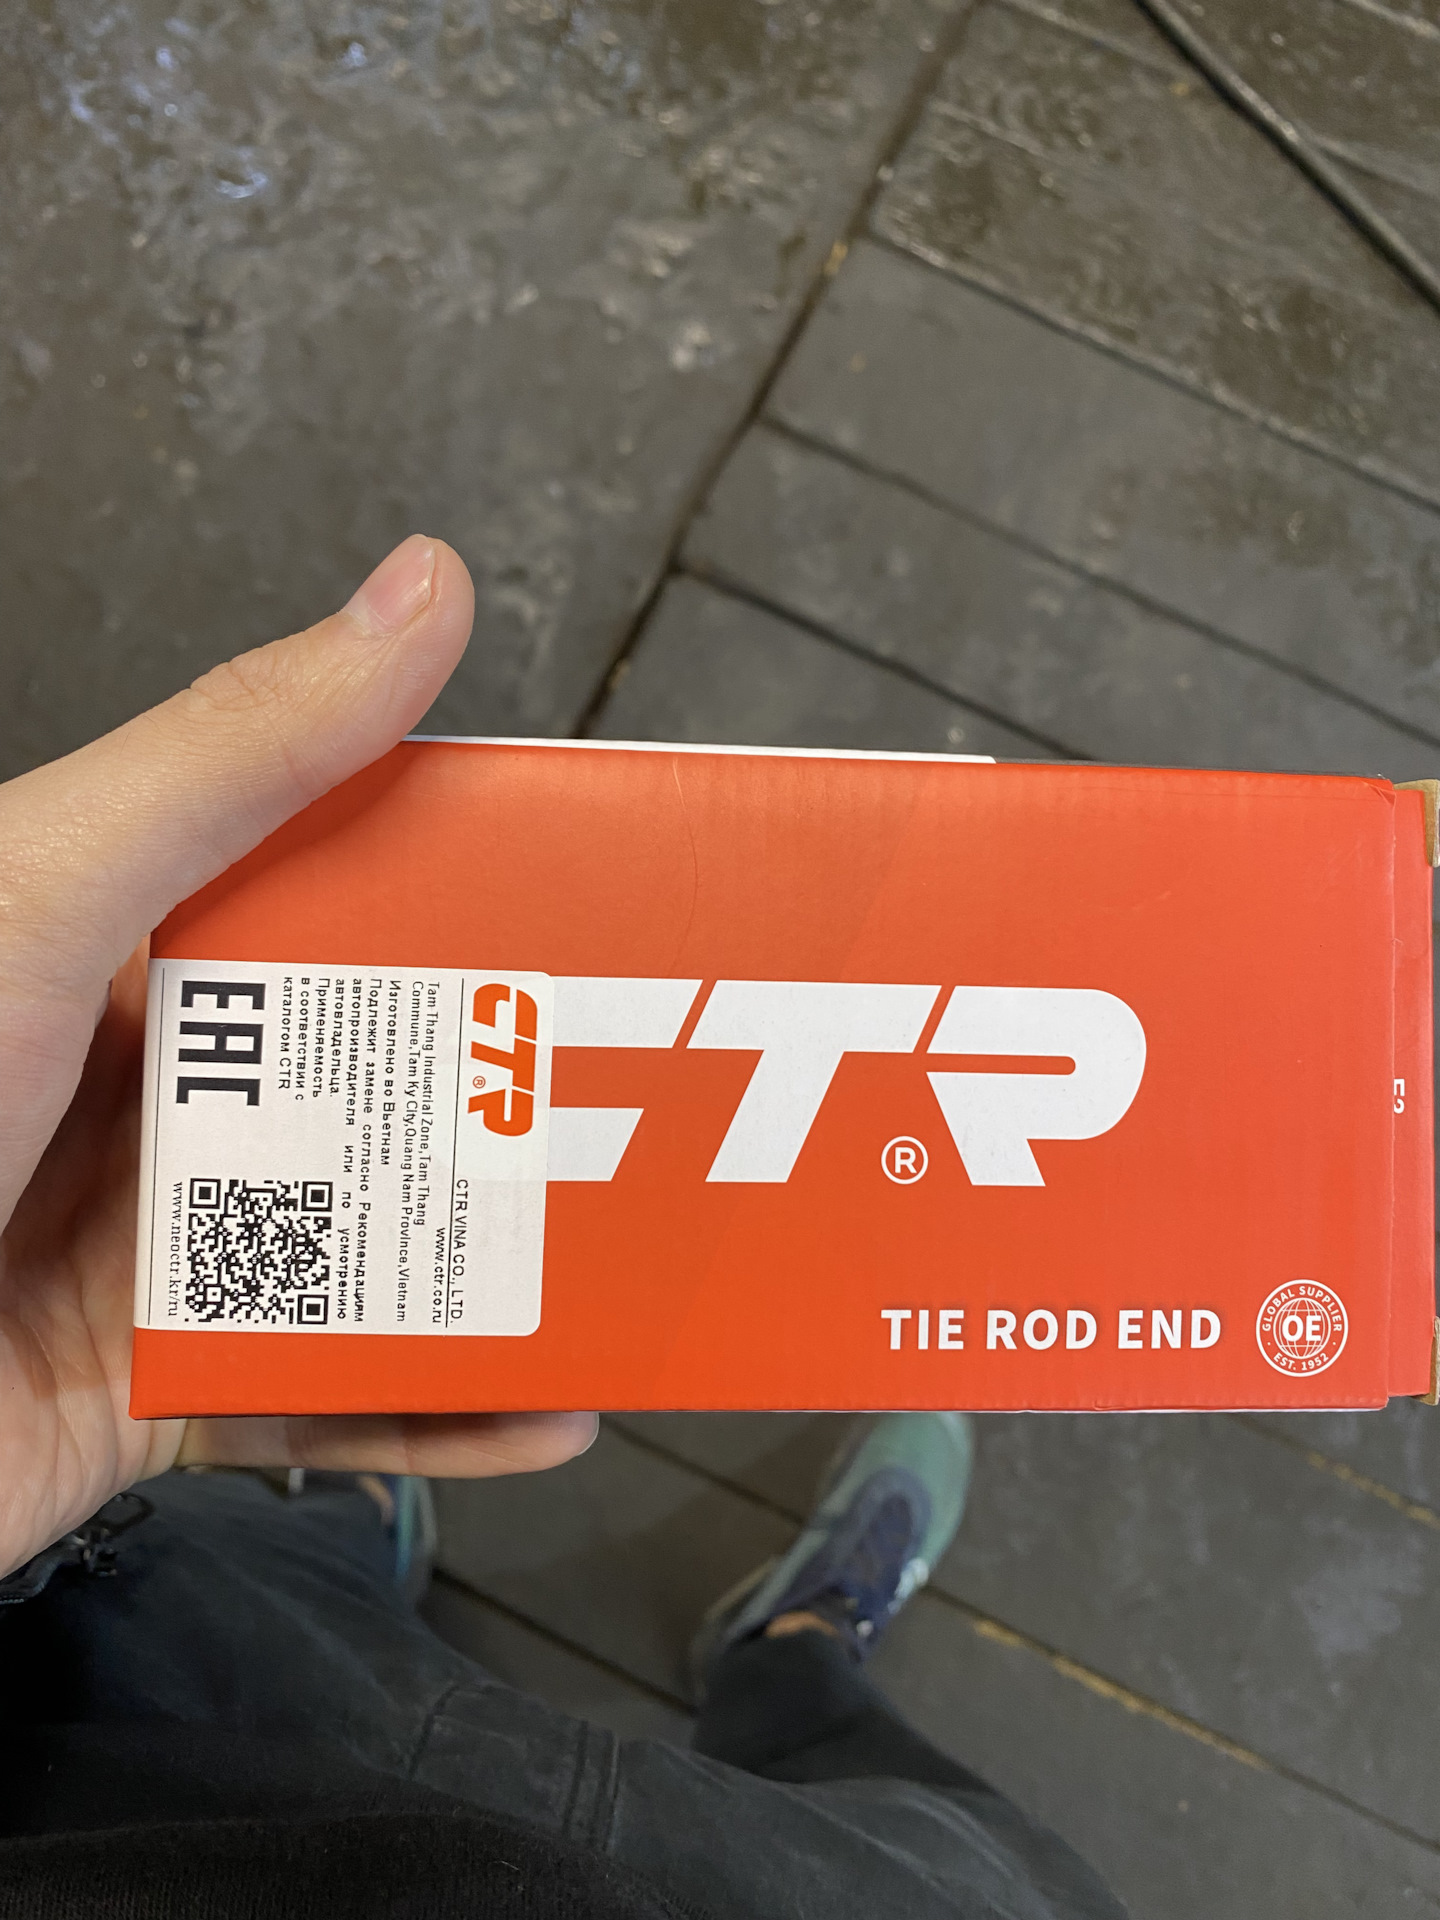 CTR
®
TIE ROD END
GLOBAL SUPPLIER
OE
EST. 1952
CTR
®
CTR VINA CO., LTD.
www.ctr.co.ru
Tam Thang Industrial Zone,Tam Thang
Commune,Tam Ky City,Quang Nam Province,Vietnam
Изготовлено во Вьетнам
Подлежит замене согласно Рекомендациям
автопроизводителя или по усмотрению
автовладельца.
Применяемость
в соответствии с
каталогом CTR
EAC
www.neoctr.kr/ru